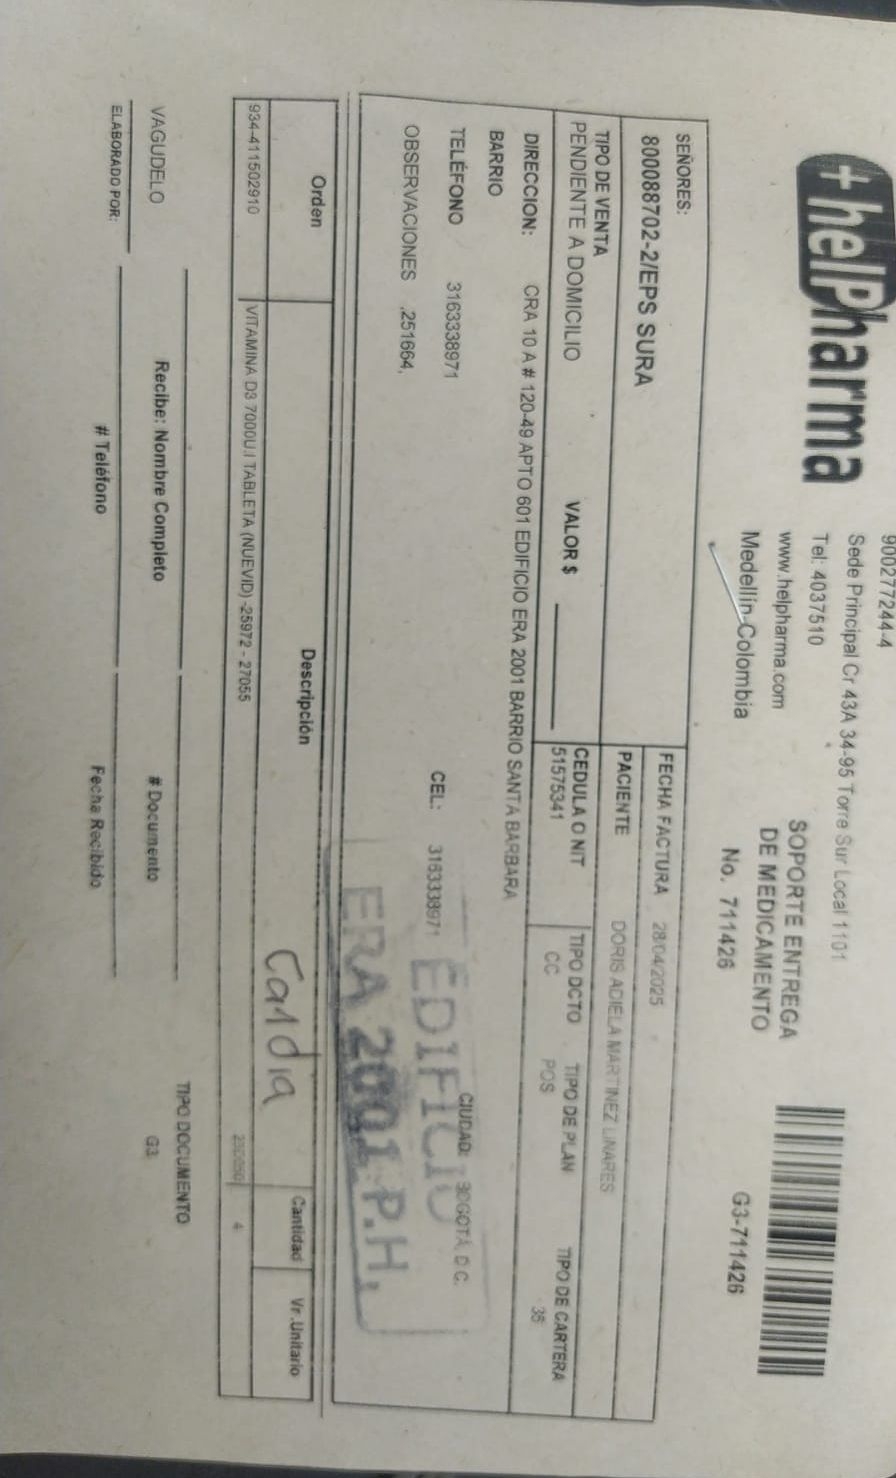 + helPharma
900277244-4
Sede Principal Cr 43A 34-95 Torre Sur Local 1101
Tel: 4037510
www.helpharma.com
Medellín-Colombia
SOPORTE ENTREGA
DE MEDICAMENTO
No. 711426
G3-711426
SEÑORES:
800088702-2/EPS SURA
FECHA FACTURA 28/04/2025
PACIENTE DORIS ADIELA MARTINEZ LINARES
TIPO DE VENTA
PENDIENTE A DOMICILIO
VALOR $
CEDULA O NIT TIPO DCTO TIPO DE PLAN TIPO DE CARTERA
51575341 CC POS 35
DIRECCION: CRA 10 A # 120-49 APTO 601 EDIFICIO ERA 2001 BARRIO SANTA BARBARA
BARRIO
TELÉFONO 3163338971 CEL: 3163338971 CIUDAD: BOGOTÁ, D.C.
OBSERVACIONES .251664,
EDIFICIO
ERA 2001 P.H.
Orden Descripción Cantidad Vr.Unitario
Candia
934-411502910 VITAMINA D3 7000U.I TABLETA (NUEVID) -25972 - 27055 4
VAGUDELO
ELABORADO POR:
Recibe: Nombre Completo
# Documento
TIPO DOCUMENTO
G3
# Teléfono
Fecha Recibido